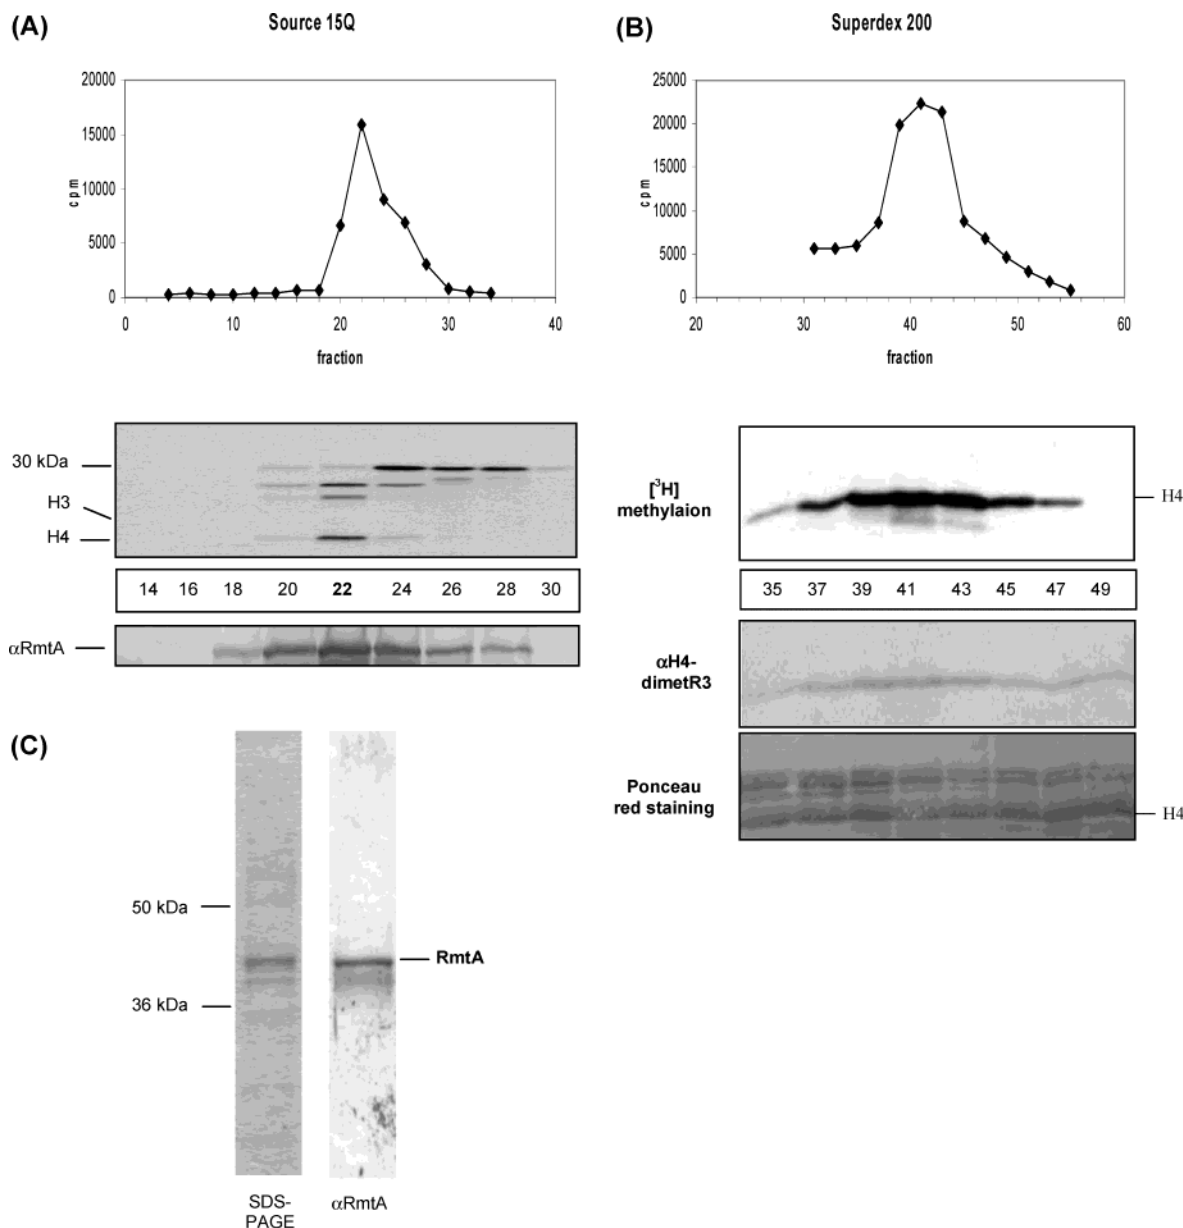 (A)
Source 15Q
20000
15000
10000
5000
0
cpm
0 10 20 30 40
fraction
30 kDa
H3
H4
14 16 18 20 22 24 26 28 30
αRmtA
(B)
Superdex 200
25000
20000
15000
10000
5000
0
cpm
20 30 40 50 60
fraction
[³H]
methylaion
H4
35 37 39 41 43 45 47 49
αH4-
dimetR3
Ponceau
red staining
H4
(C)
50 kDa
RmtA
36 kDa
SDS-
PAGE
αRmtA